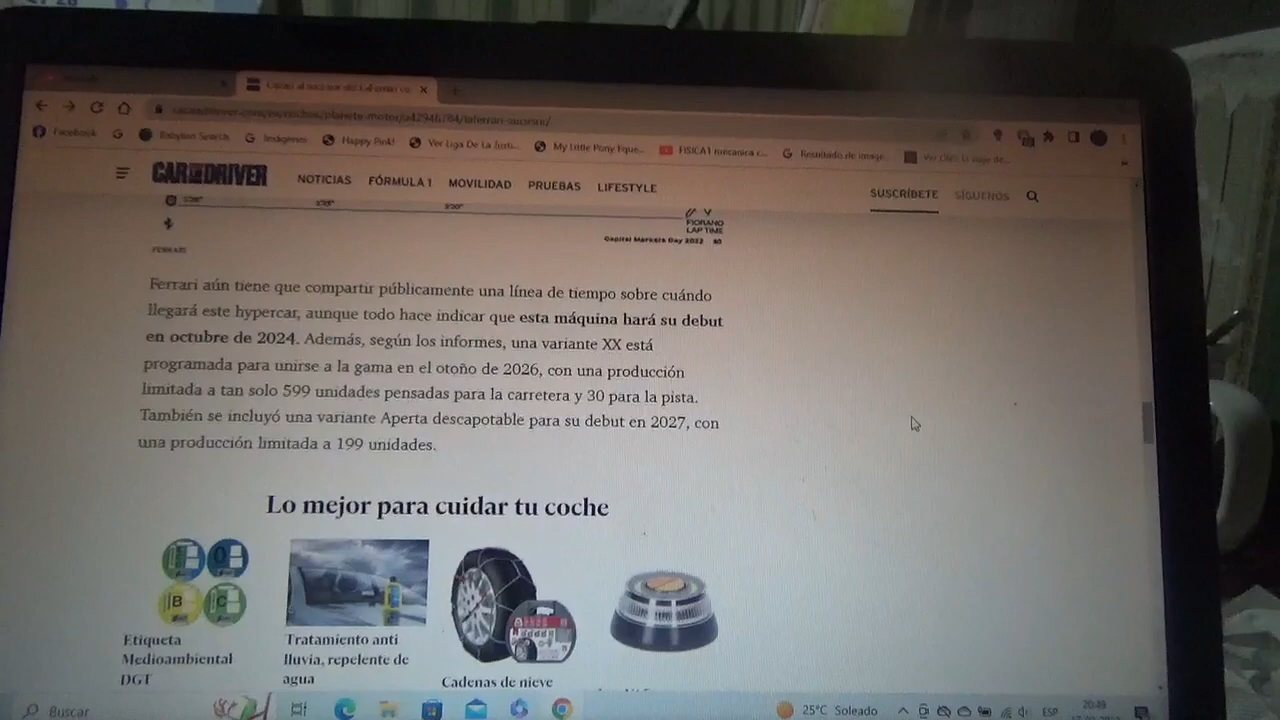 Facebook
Babylon Search
Imágenes
Happy Pink!
Ver Liga De La Justi...
My Little Pony Eque...
FISICA I mecanica c...
Resultado de image...
CAR AND DRIVER
NOTICIAS FÓRMULA 1 MOVILIDAD PRUEBAS LIFESTYLE
SUSCRÍBETE SÍGUENOS
FIORANO
LAP TIME
Capital Markets Day 2022
FERRARI
Ferrari aún tiene que compartir públicamente una línea de tiempo sobre cuándo
llegará este hypercar, aunque todo hace indicar que esta máquina hará su debut
en octubre de 2024. Además, según los informes, una variante XX está
programada para unirse a la gama en el otoño de 2026, con una producción
limitada a tan solo 599 unidades pensadas para la carretera y 30 para la pista.
También se incluyó una variante Aperta descapotable para su debut en 2027, con
una producción limitada a 199 unidades.
Lo mejor para cuidar tu coche
B C
Etiqueta
Medioambiental
DGT
Tratamiento anti
lluvia, repelente de
agua
Cadenas de nieve
Buscar
25°C Soleado
ESP
20:49